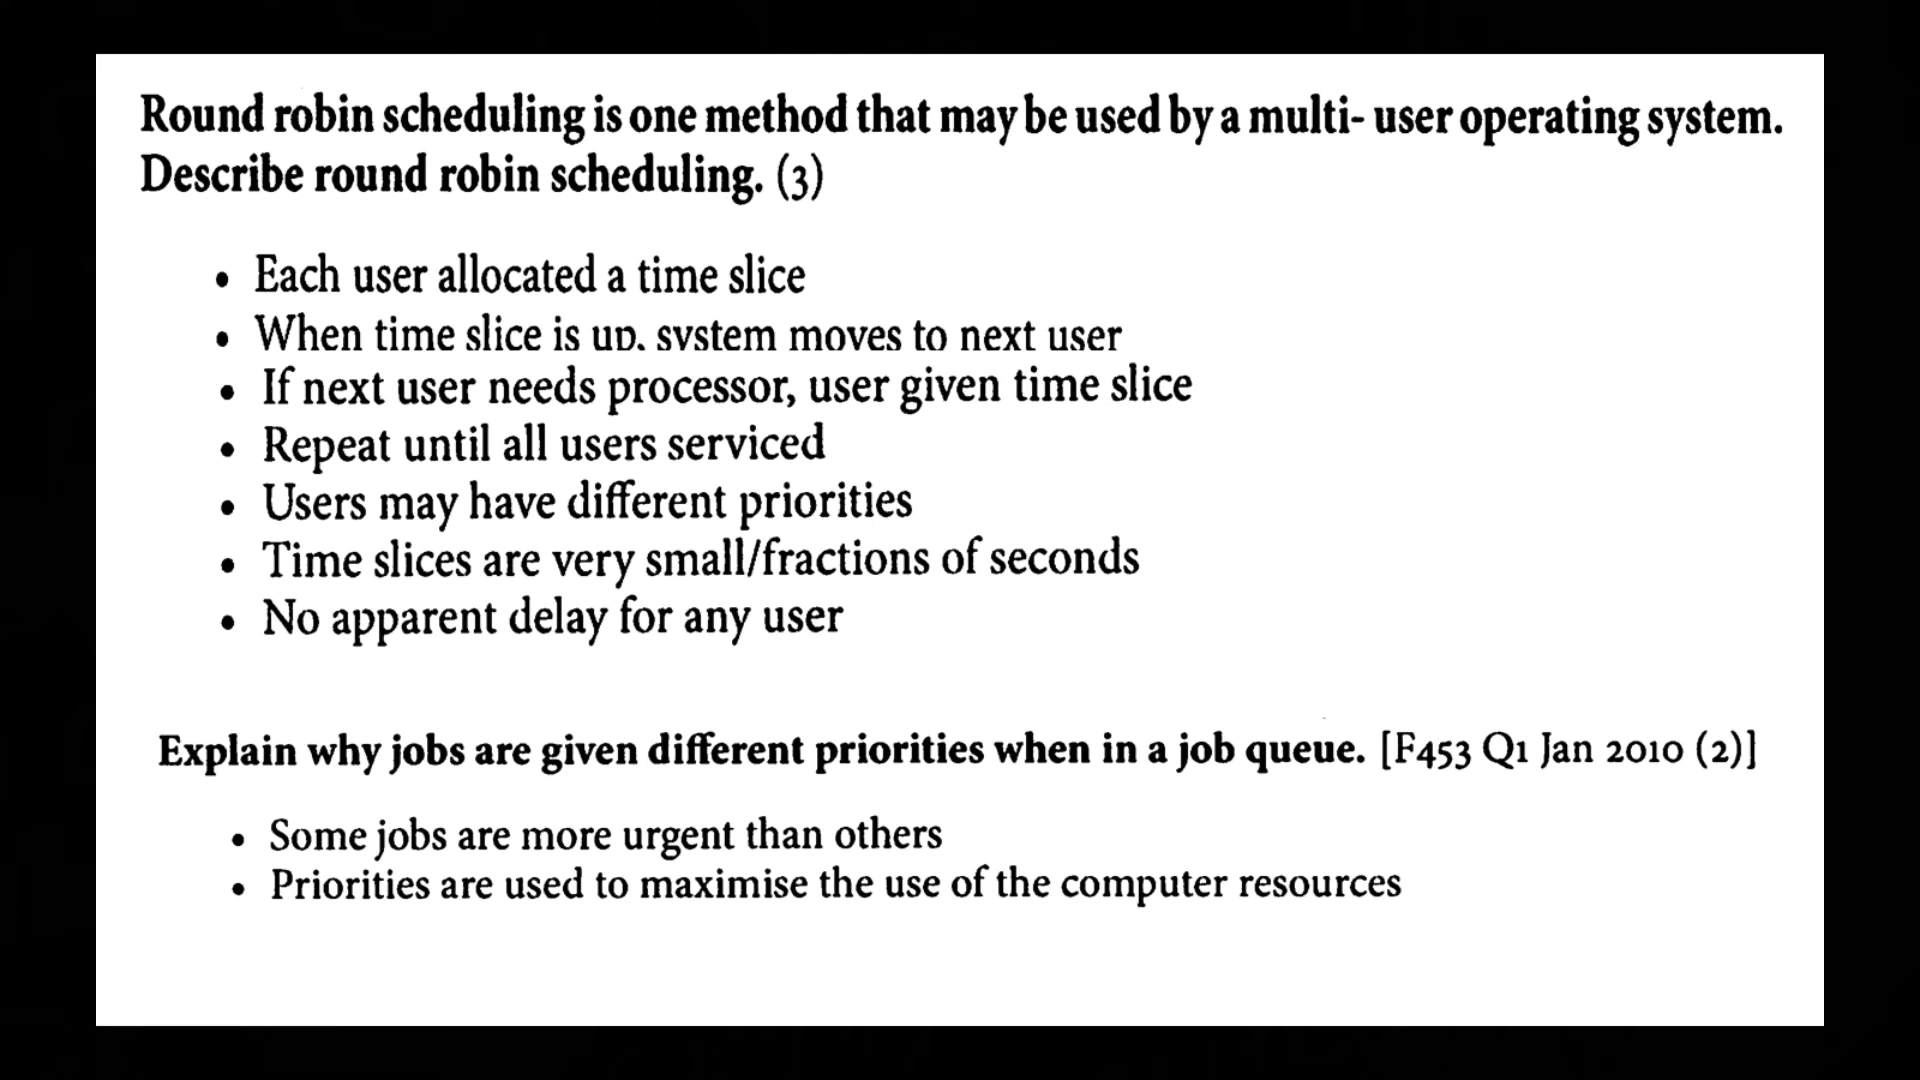 Round robin scheduling is one method that may be used by a multi- user operating system.
Describe round robin scheduling. (3)
• Each user allocated a time slice
• When time slice is up, system moves to next user
• If next user needs processor, user given time slice
• Repeat until all users serviced
• Users may have different priorities
• Time slices are very small/fractions of seconds
• No apparent delay for any user
Explain why jobs are given different priorities when in a job queue. [F453 Q1 Jan 2010 (2)]
• Some jobs are more urgent than others
• Priorities are used to maximise the use of the computer resources